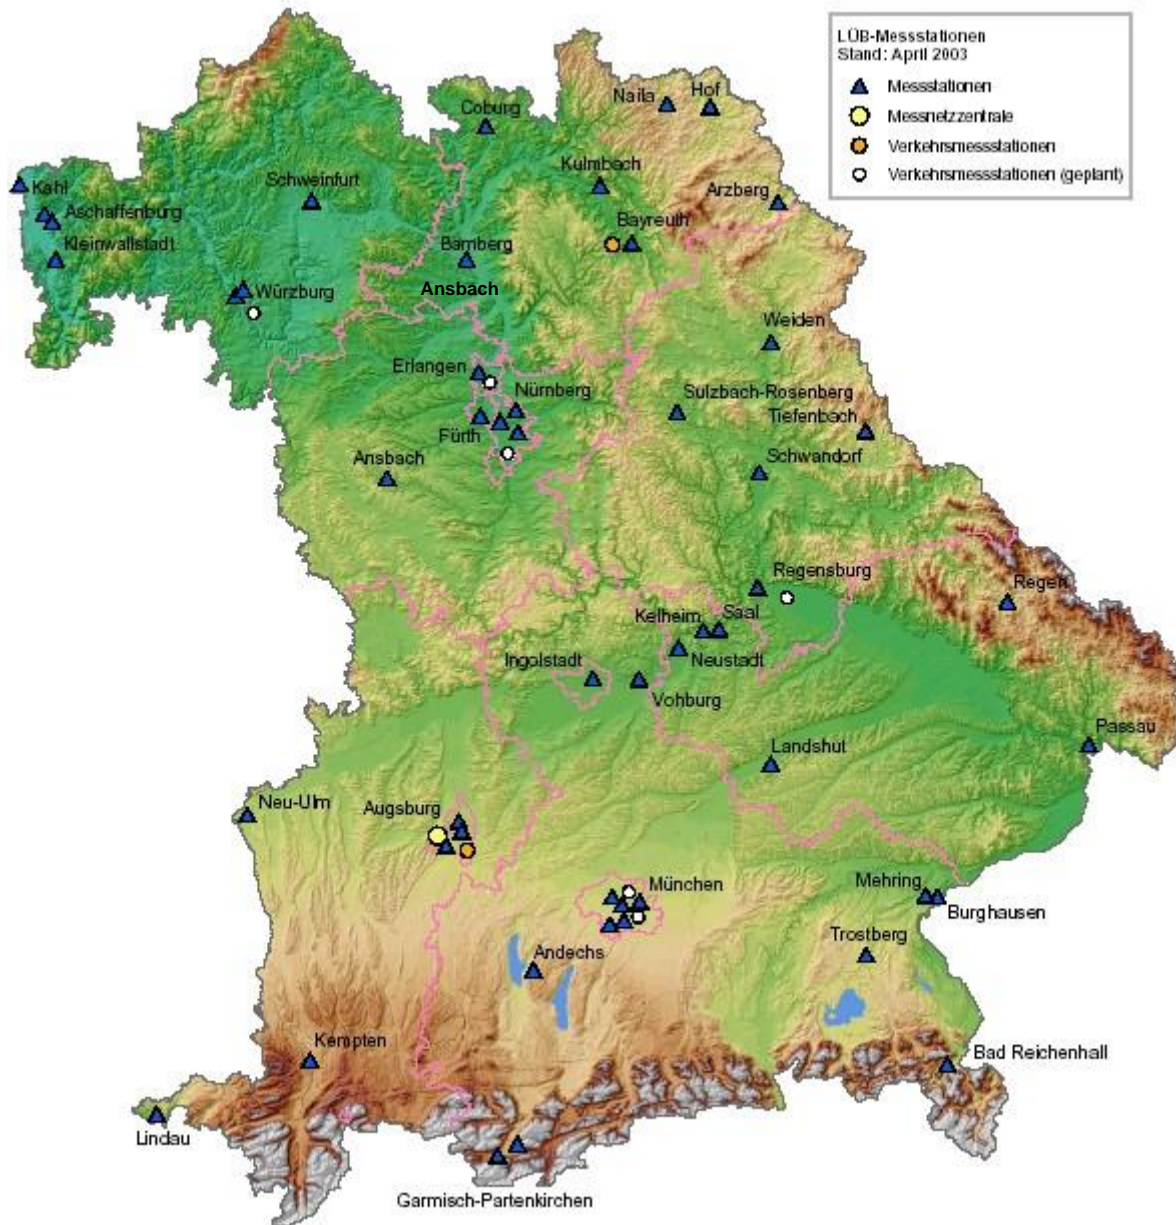 LÜB-Messstationen
Stand: April 2003
Messstationen
Messnetzzentrale
Verkehrsmessstationen
Verkehrsmessstationen (geplant)
Naila
Hof
Coburg
Kulmbach
Kahl
Schweinfurt
Arzberg
Aschaffenburg
Bayreuth
Kleinwallstadt
Bamberg
Würzburg
Ansbach
Weiden
Erlangen
Nürnberg
Sulzbach-Rosenberg
Tiefenbach
Fürth
Ansbach
Schwandorf
Regensburg
Regen
Kelheim
Saal
Ingolstadt
Neustadt
Vohburg
Passau
Landshut
Neu-Ulm
Augsburg
München
Mehring
Burghausen
Andechs
Trostberg
Kempten
Bad Reichenhall
Lindau
Garmisch-Partenkirchen